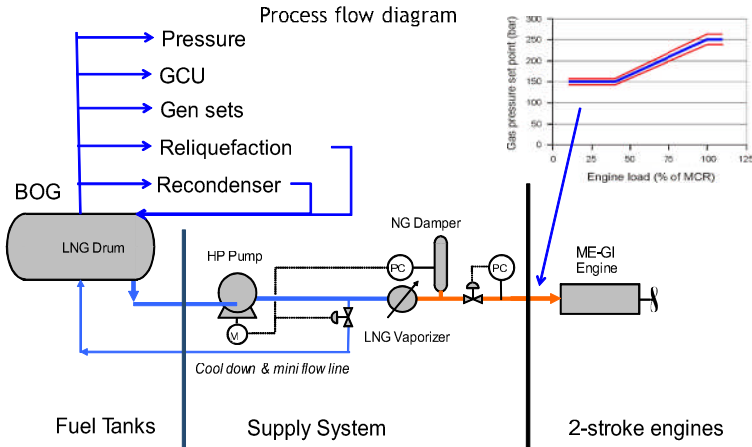 Process flow diagram
Pressure
GCU
Gen sets
Reliquefaction
Recondenser
BOG
LNG Drum
HP Pump
M
PC
NG Damper
PC
LNG Vaporizer
ME-GI
Engine
Cool down & mini flow line
Fuel Tanks
Supply System
2-stroke engines
Gas pressure set point (bar)
300
250
200
150
100
50
0
0
25
50
75
100
125
Engine load (% of MCR)